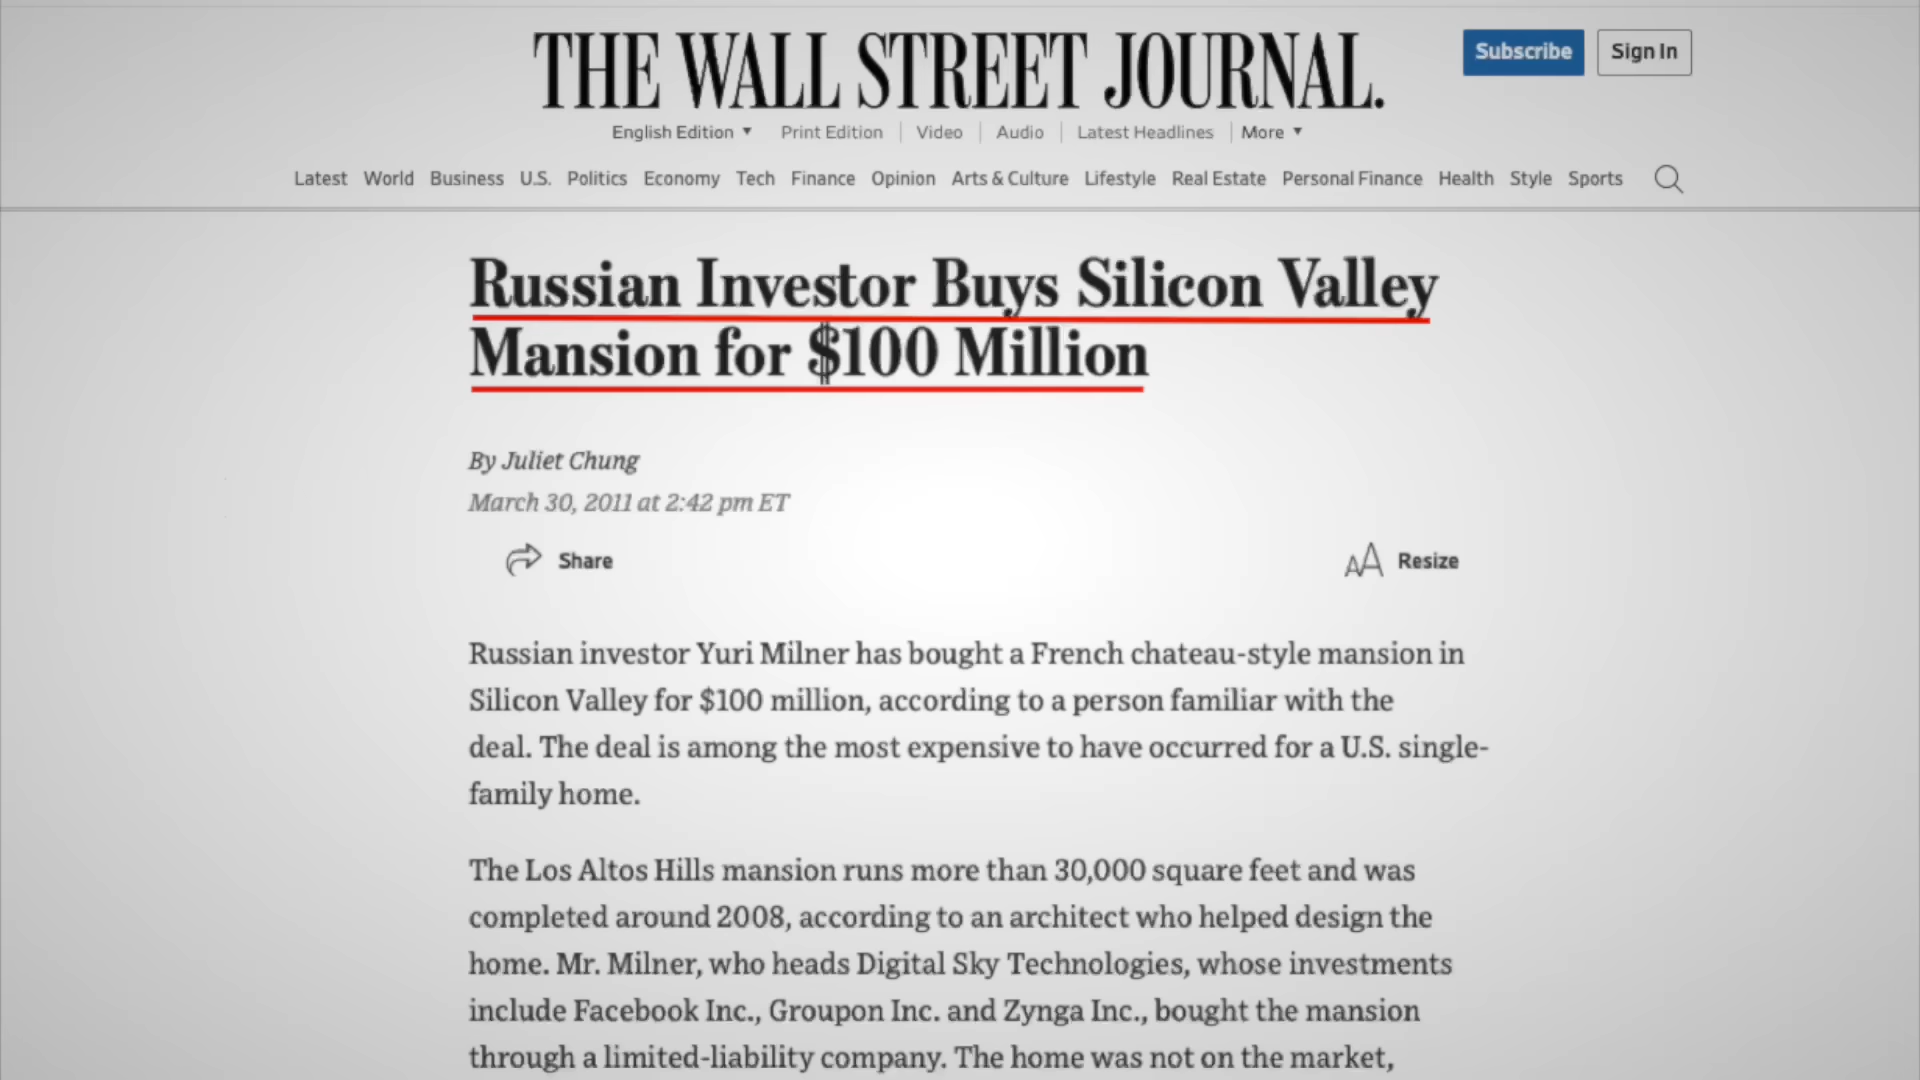 THE WALL STREET JOURNAL.
Subscribe
Sign In
English Edition
Print Edition
Video
Audio
Latest Headlines
More
Latest World Business U.S. Politics Economy Tech Finance Opinion Arts & Culture Lifestyle Real Estate Personal Finance Health Style Sports
Russian Investor Buys Silicon Valley
Mansion for $100 Million
By Juliet Chung
March 30, 2011 at 2:42 pm ET
Share
AA Resize
Russian investor Yuri Milner has bought a French chateau-style mansion in
Silicon Valley for $100 million, according to a person familiar with the
deal. The deal is among the most expensive to have occurred for a U.S. single-
family home.
The Los Altos Hills mansion runs more than 30,000 square feet and was
completed around 2008, according to an architect who helped design the
home. Mr. Milner, who heads Digital Sky Technologies, whose investments
include Facebook Inc., Groupon Inc. and Zynga Inc., bought the mansion
through a limited-liability company. The home was not on the market,